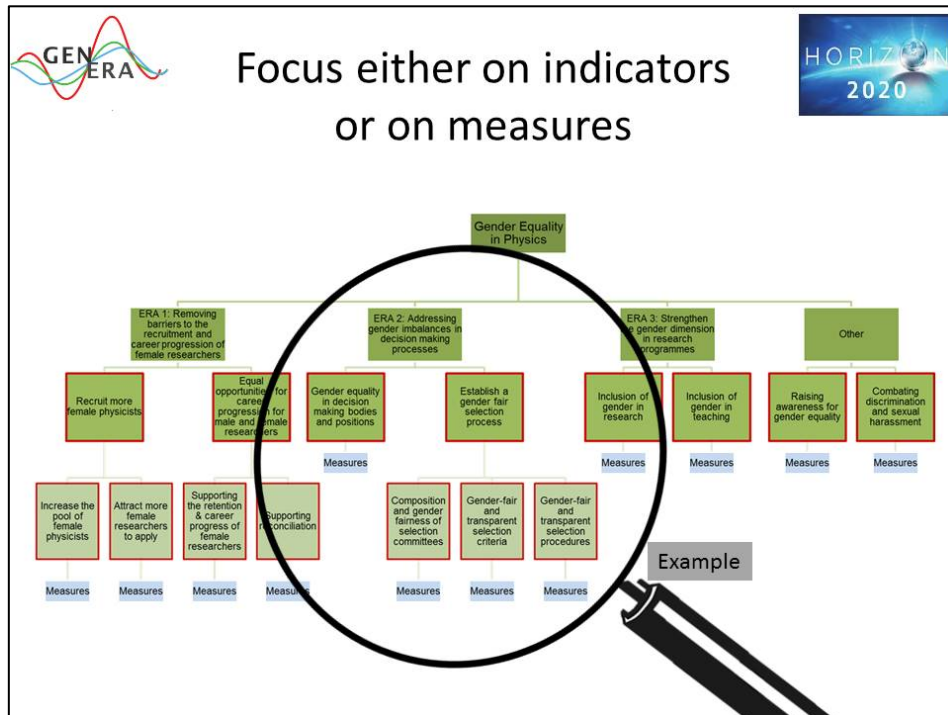 GEN
ERA
HORIZON
2020
Focus either on indicators
or on measures
Gender Equality
in Physics
ERA 1: Removing
barriers to the
recruitment and
career progression of
female researchers
ERA 2: Addressing
gender imbalances in
decision making
processes
ERA 3: Strengthen
the gender dimension
in research
programmes
Other
Recruit more
female physicists
Equal
opportunities for
career
progression for
male and female
researchers
Gender equality
in decision
making bodies
and positions
Establish a
gender fair
selection
process
Inclusion of
gender in
research
Inclusion of
gender in
teaching
Raising
awareness for
gender equality
Combating
discrimination
and sexual
harassment
Measures
Measures
Measures
Measures
Measures
Increase the
pool of
female
physicists
Attract more
female
researchers
to apply
Supporting
the retention
& career
progress of
female
researchers
Supporting
reconciliation
Composition
and gender
fairness of
selection
committees
Gender-fair
and
transparent
selection
criteria
Gender-fair
and
transparent
selection
procedures
Example
Measures
Measures
Measures
Measures
Measures
Measures
Measures